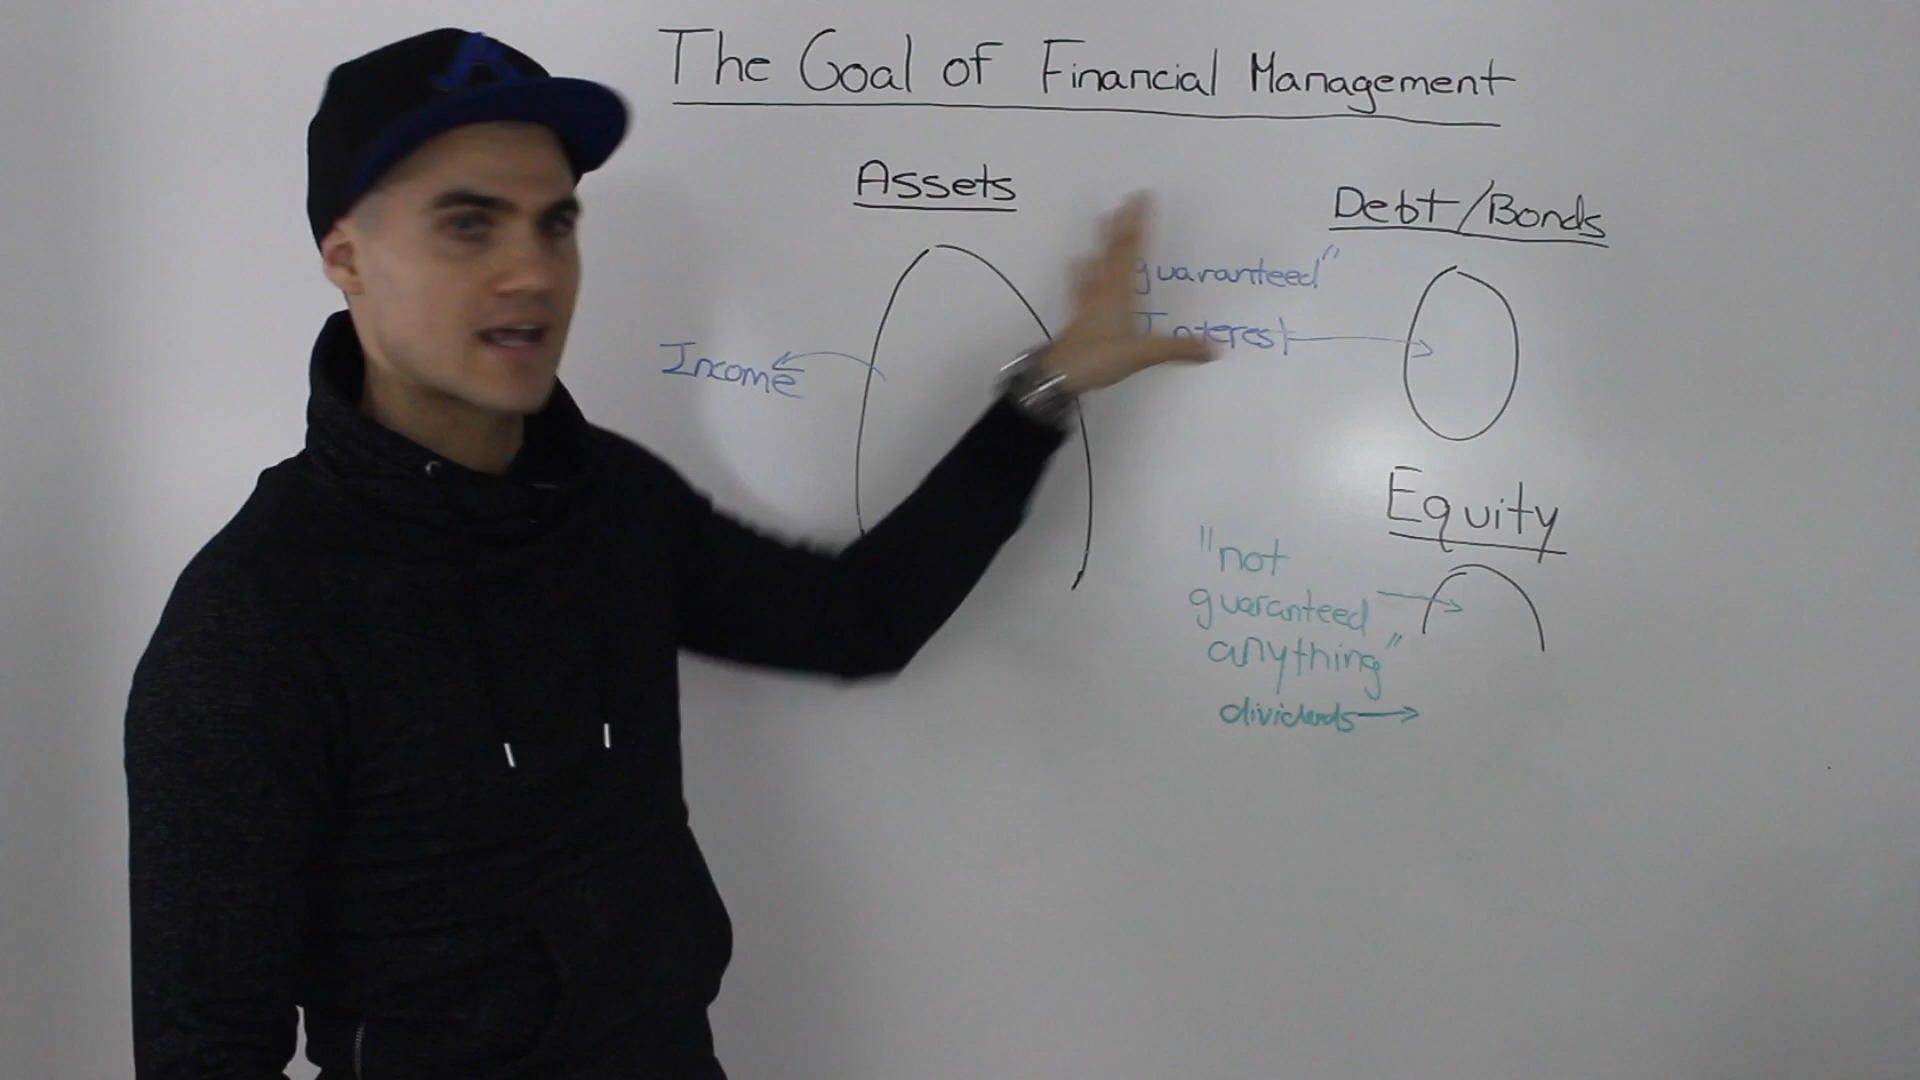 The Goal of Financial Management
Assets
Debt/Bonds
guaranteed"
Interest
Income
Equity
"not
guaranteed
anything"
dividends